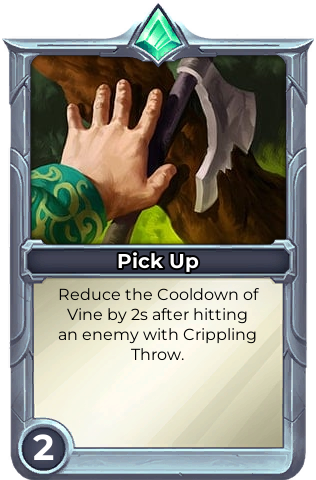 Pick Up
Reduce the Cooldown of
Vine by 2s after hitting
an enemy with Crippling
Throw.
2